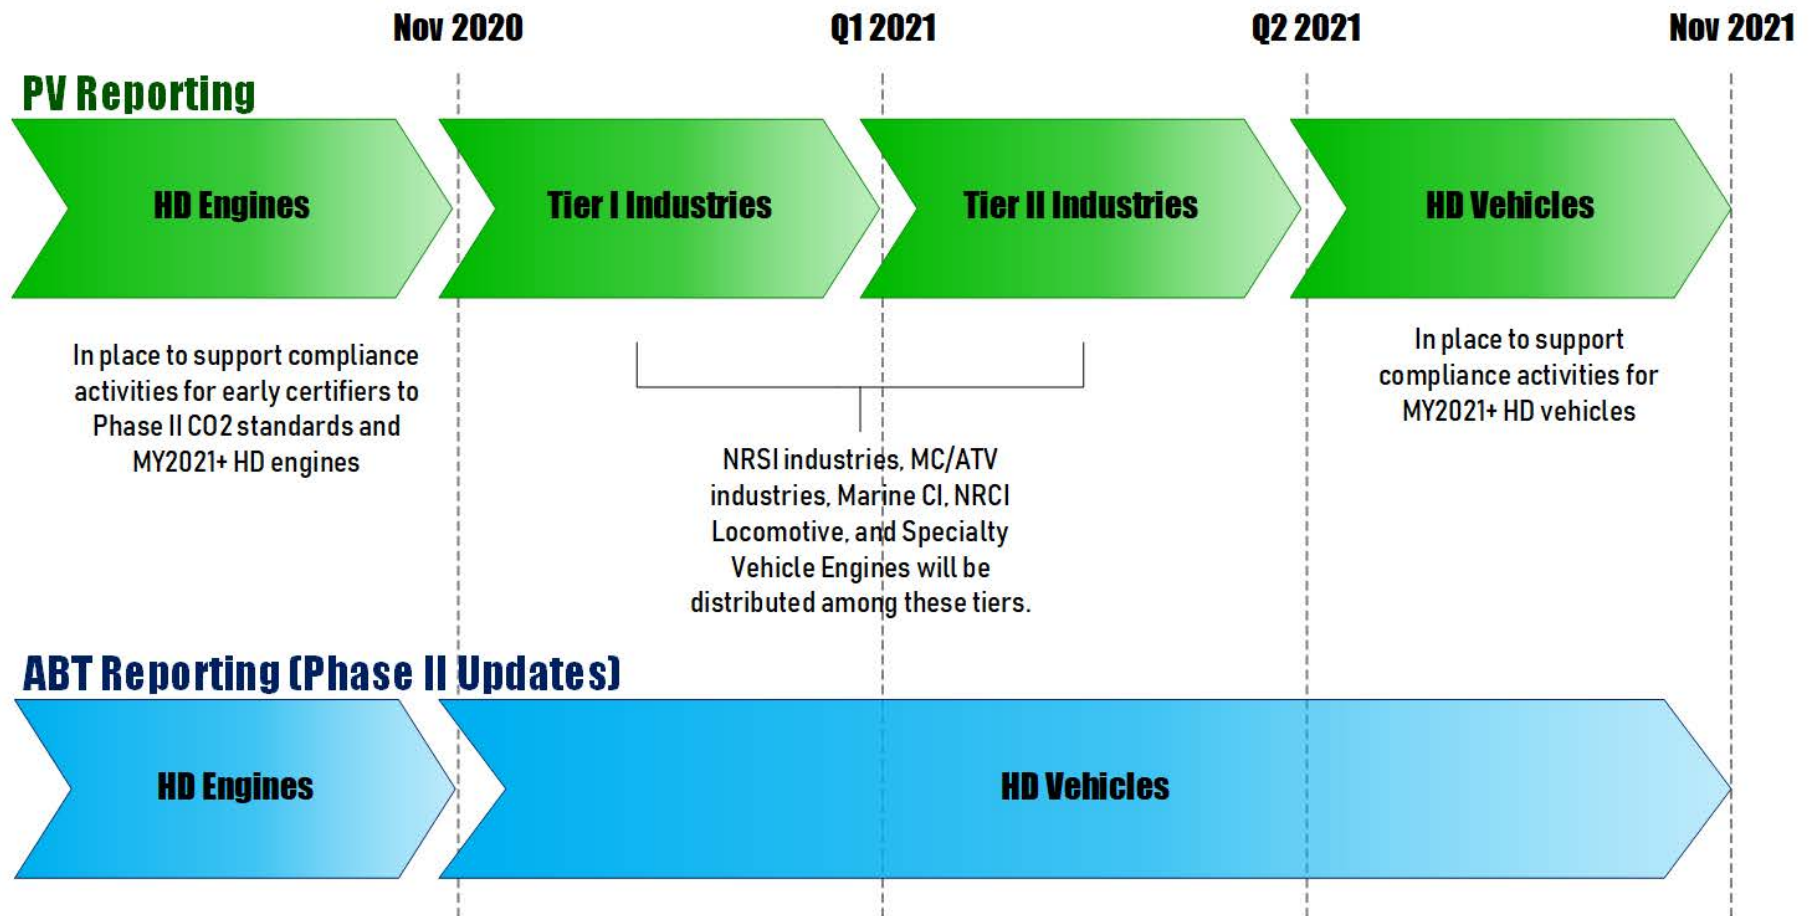 Nov 2020
Q1 2021
Q2 2021
Nov 2021
PV Reporting
HD Engines
Tier I Industries
Tier II Industries
HD Vehicles
In place to support compliance
activities for early certifiers to
Phase II CO2 standards and
MY2021+ HD engines
NRSI industries, MC/ATV
industries, Marine CI, NRCI
Locomotive, and Specialty
Vehicle Engines will be
distributed among these tiers.
In place to support
compliance activities for
MY2021+ HD vehicles
ABT Reporting (Phase II Updates)
HD Engines
HD Vehicles